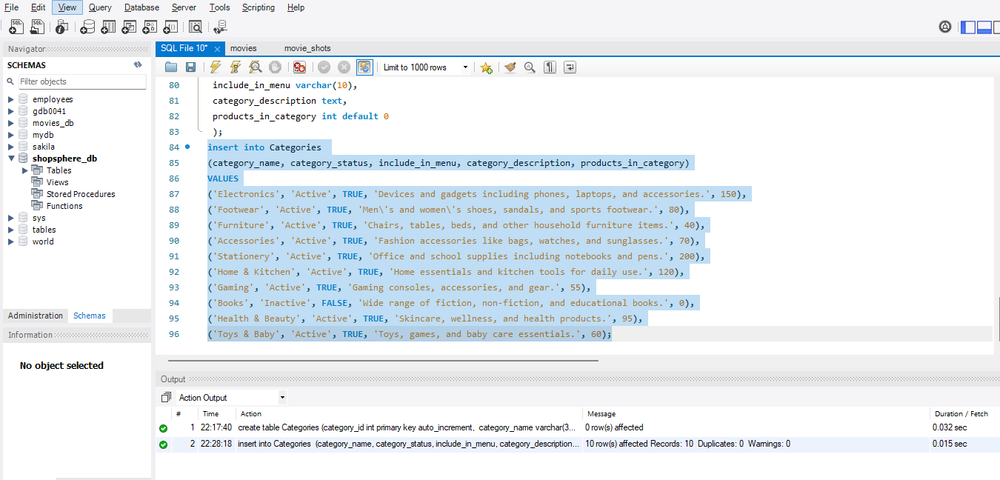 File Edit View Query Database Server Tools Scripting Help
Navigator
SQL File 10* movies movie_shots
SCHEMAS
Limit to 1000 rows
Filter objects
employees
gdb0041
movies_db
mydb
sakila
shopsphere_db
Tables
Views
Stored Procedures
Functions
sys
tables
world
Administration Schemas
Information
No object selected
80 include_in_menu varchar(10),
81 category_description text,
82 products_in_category int default 0
83 );
84 insert into Categories
85 (category_name, category_status, include_in_menu, category_description, products_in_category)
86 VALUES
87 ('Electronics', 'Active', TRUE, 'Devices and gadgets including phones, laptops, and accessories.', 150),
88 ('Footwear', 'Active', TRUE, 'Men\'s and women\'s shoes, sandals, and sports footwear.', 80),
89 ('Furniture', 'Active', TRUE, 'Chairs, tables, beds, and other household furniture items.', 40),
90 ('Accessories', 'Active', TRUE, 'Fashion accessories like bags, watches, and sunglasses.', 70),
91 ('Stationery', 'Active', TRUE, 'Office and school supplies including notebooks and pens.', 200),
92 ('Home & Kitchen', 'Active', TRUE, 'Home essentials and kitchen tools for daily use.', 120),
93 ('Gaming', 'Active', TRUE, 'Gaming consoles, accessories, and gear.', 55),
94 ('Books', 'Inactive', FALSE, 'Wide range of fiction, non-fiction, and educational books.', 0),
95 ('Health & Beauty', 'Active', TRUE, 'Skincare, wellness, and health products.', 95),
96 ('Toys & Baby', 'Active', TRUE, 'Toys, games, and baby care essentials.', 60);
Output
Action Output
# Time Action Message Duration / Fetch
1 22:17:40 create table Categories (category_id int primary key auto_increment, category_name varchar(3... 0 row(s) affected 0.032 sec
2 22:28:18 insert into Categories (category_name, category_status, include_in_menu, category_description... 10 row(s) affected Records: 10 Duplicates: 0 Warnings: 0 0.015 sec